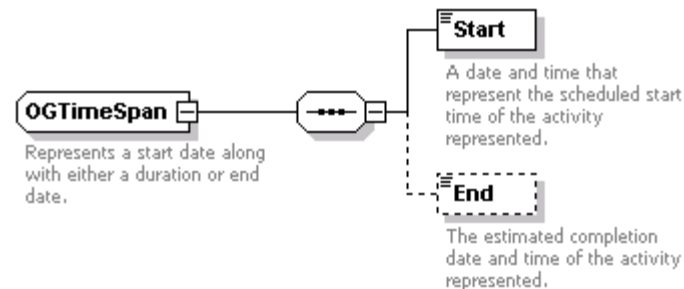 Start
A date and time that
represent the scheduled start
time of the activity
represented.
OGTimeSpan
Represents a start date along
with either a duration or end
date.
End
The estimated completion
date and time of the activity
represented.